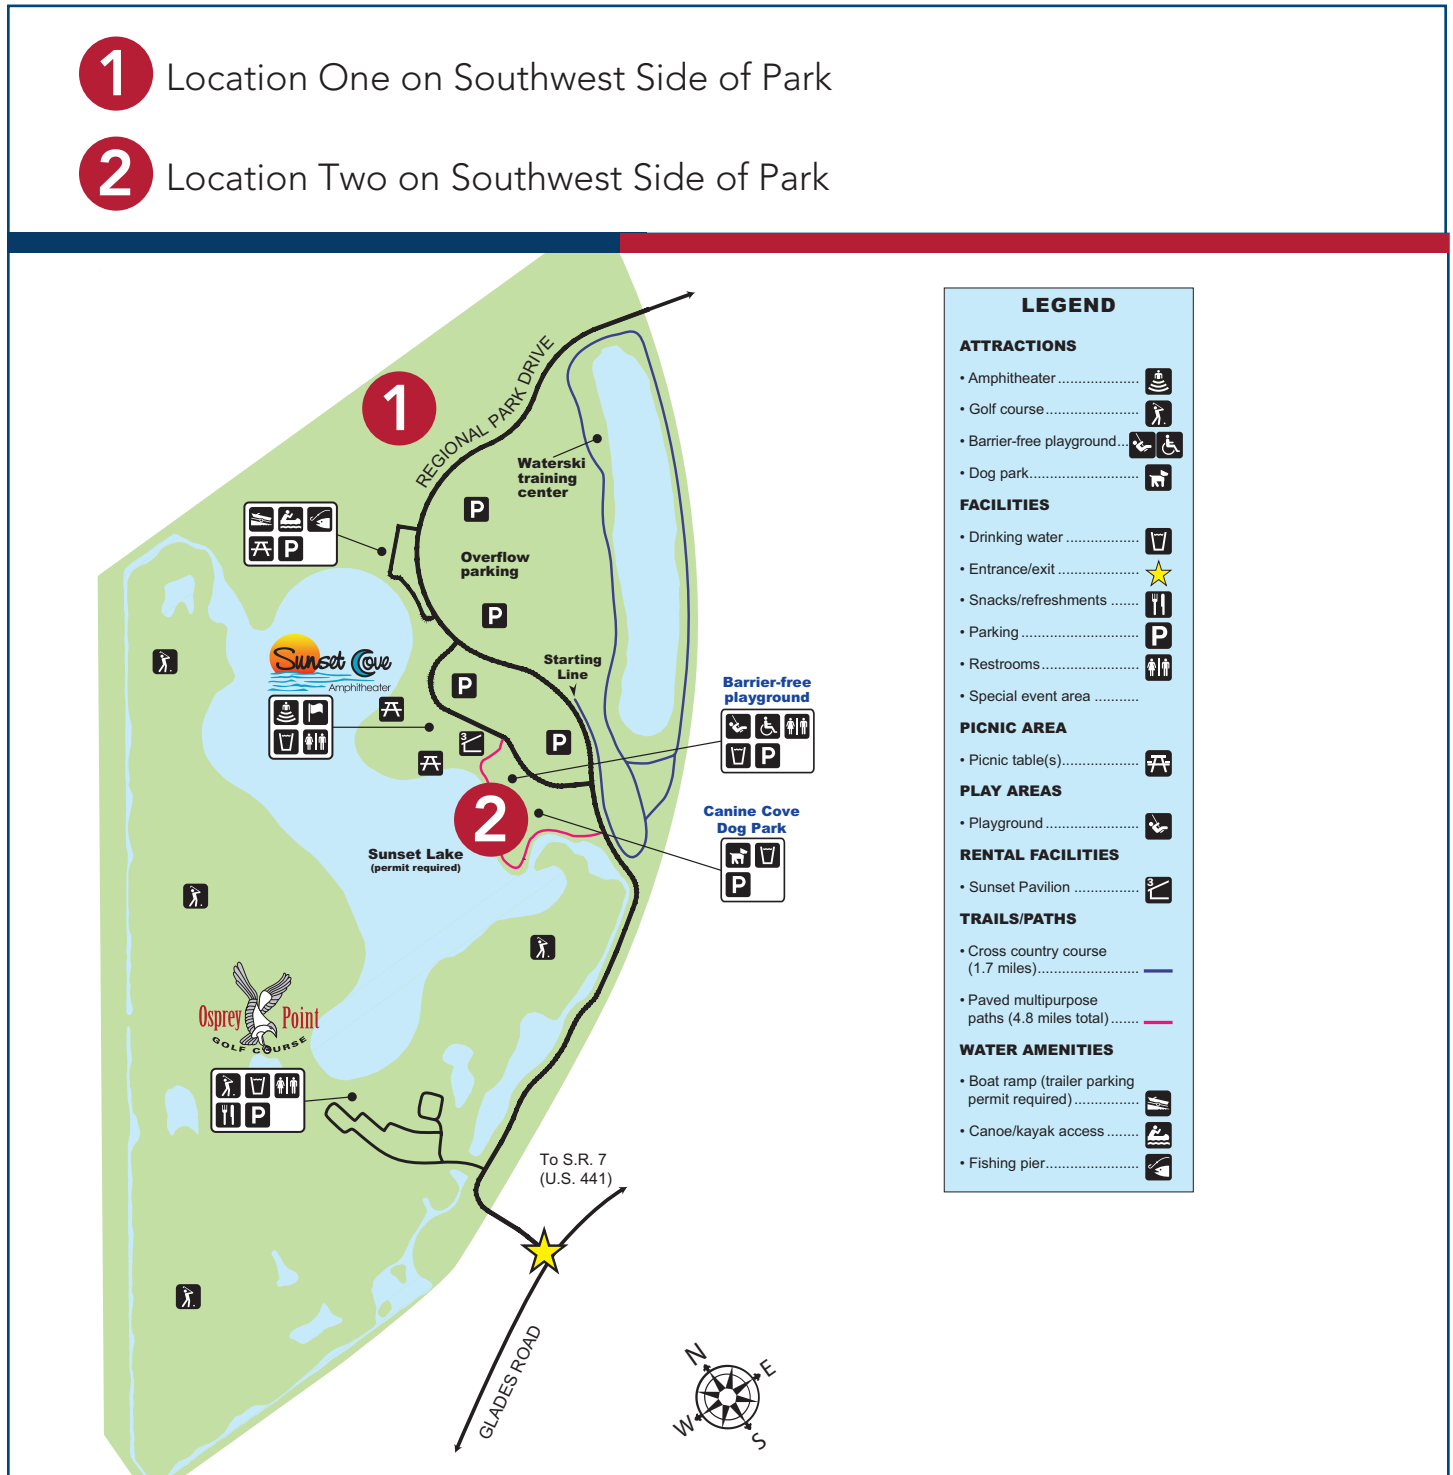 1 Location One on Southwest Side of Park
2 Location Two on Southwest Side of Park
REGIONAL PARK DRIVE
1
Waterski
training
center
P
P
Overflow
parking
P
Sunset Cove
Amphitheater
P
3
Starting
Line
P
Barrier-free
playground
P
2
Sunset Lake
(permit required)
Canine Cove
Dog Park
P
Osprey Point
GOLF COURSE
P
To S.R. 7
(U.S. 441)
GLADES ROAD
N
E
W
S
LEGEND
ATTRACTIONS
• Amphitheater....................
• Golf course.......................
• Barrier-free playground...
• Dog park...........................
FACILITIES
• Drinking water ..................
• Entrance/exit ....................
• Snacks/refreshments .......
• Parking ............................. P
• Restrooms........................
• Special event area ...........
PICNIC AREA
• Picnic table(s)...................
PLAY AREAS
• Playground .......................
RENTAL FACILITIES
• Sunset Pavilion ................ 3
TRAILS/PATHS
• Cross country course
(1.7 miles).........................
• Paved multipurpose
paths (4.8 miles total).......
WATER AMENITIES
• Boat ramp (trailer parking
permit required)................
• Canoe/kayak access ........
• Fishing pier.......................